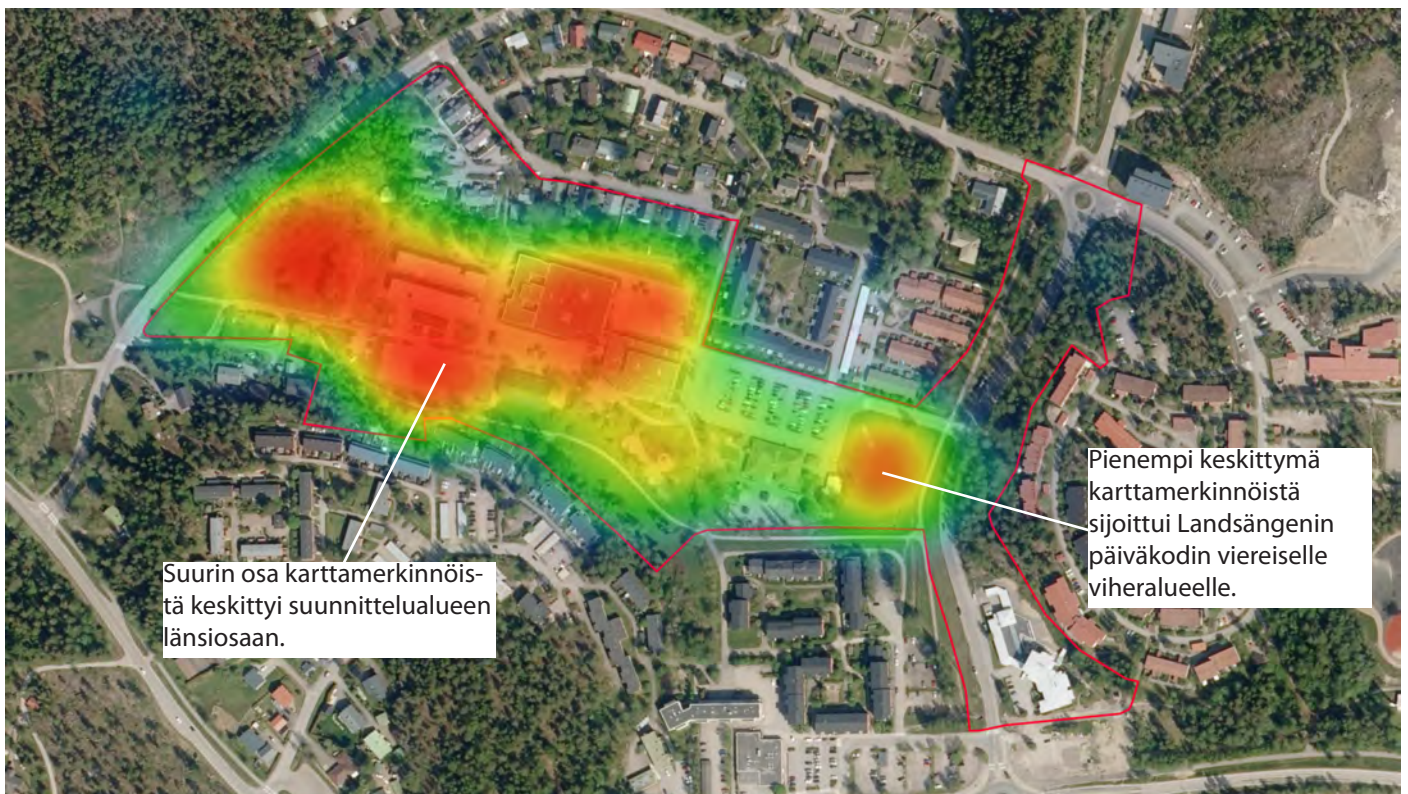 Suurin osa karttamerkinnöis-
tä keskittyi suunnittelualueen
länsiosaan.
Pienempi keskittymä
karttamerkinnöistä
sijoittui Landsängenin
päiväkodin viereiselle
viheralueelle.